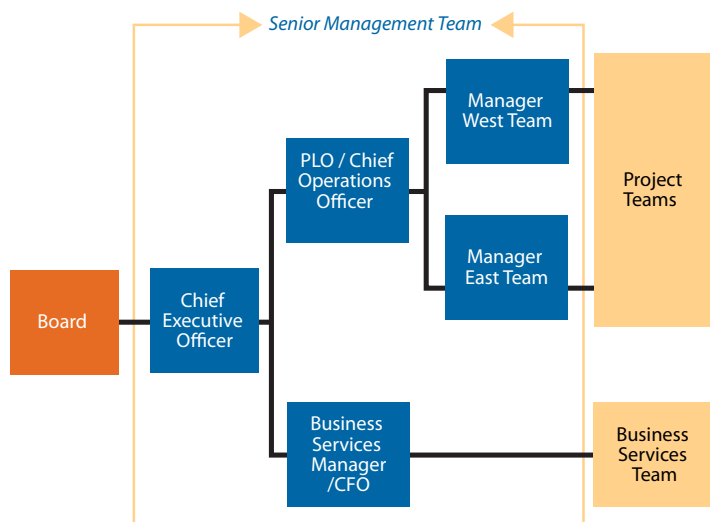 Senior Management Team
Manager
West Team
PLO / Chief
Operations
Officer
Project
Teams
Manager
East Team
Board
Chief
Executive
Officer
Business
Services
Manager
/CFO
Business
Services
Team